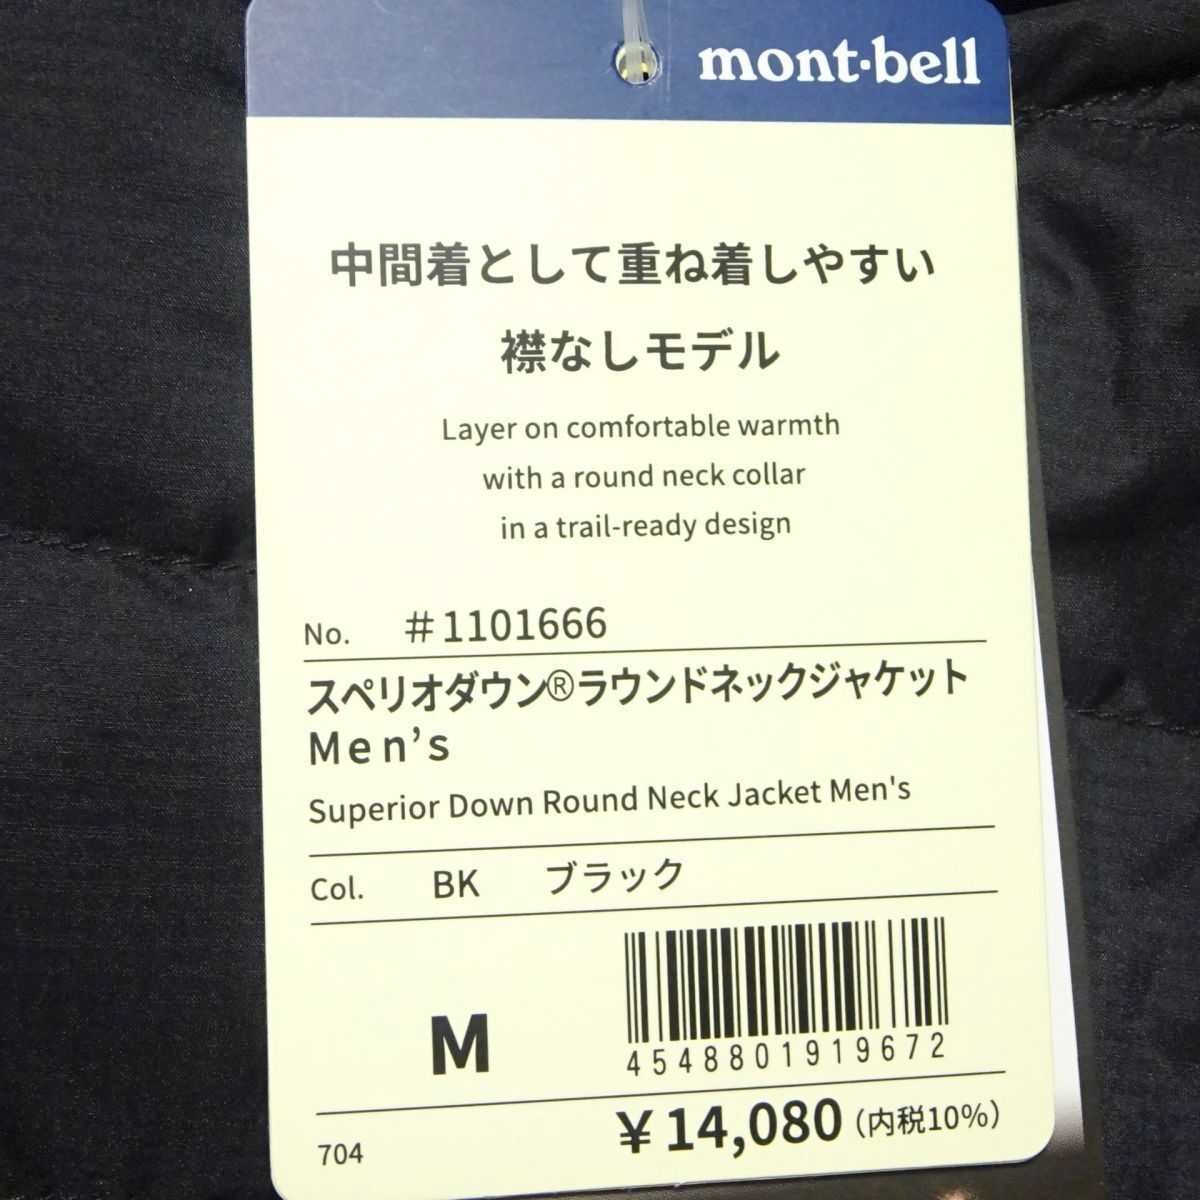 mont·bell
中間着として重ね着しやすい
襟なしモデル
Layer on comfortable warmth
with a round neck collar
in a trail-ready design
No. #1101666
スペリオダウン®ラウンドネックジャケット
Men's
Superior Down Round Neck Jacket Men's
Col. BK ブラック
M
4548801919672
¥14,080(内税10%)
704